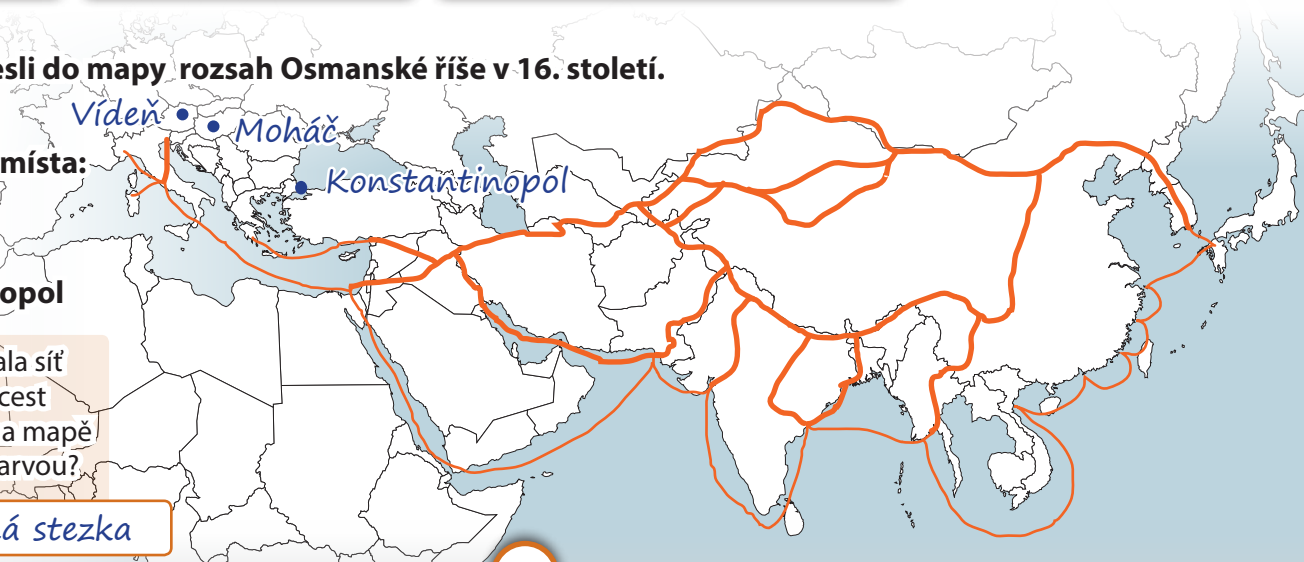 esli do mapy rozsah Osmanské říše v 16. století.
Vídeň
Moháč
místa:
Konstantinopol
opol
ala síť
cest
a mapě
arvou?
á stezka